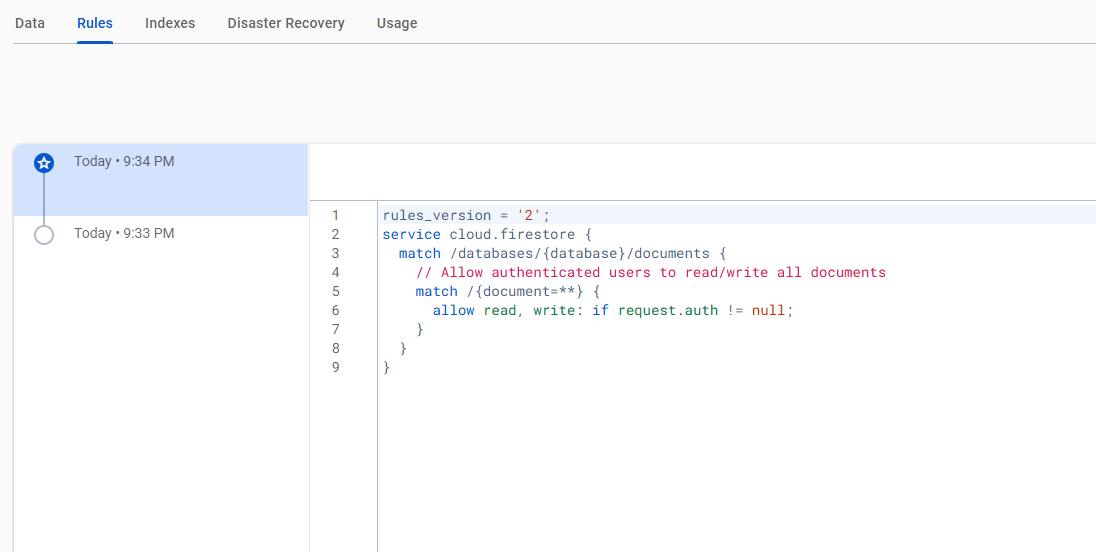 Data Rules Indexes Disaster Recovery Usage
Today • 9:34 PM
Today • 9:33 PM
1 rules_version = '2';
2 service cloud.firestore {
3   match /databases/{database}/documents {
4     // Allow authenticated users to read/write all documents
5     match /{document=**} {
6       allow read, write: if request.auth != null;
7     }
8   }
9 }